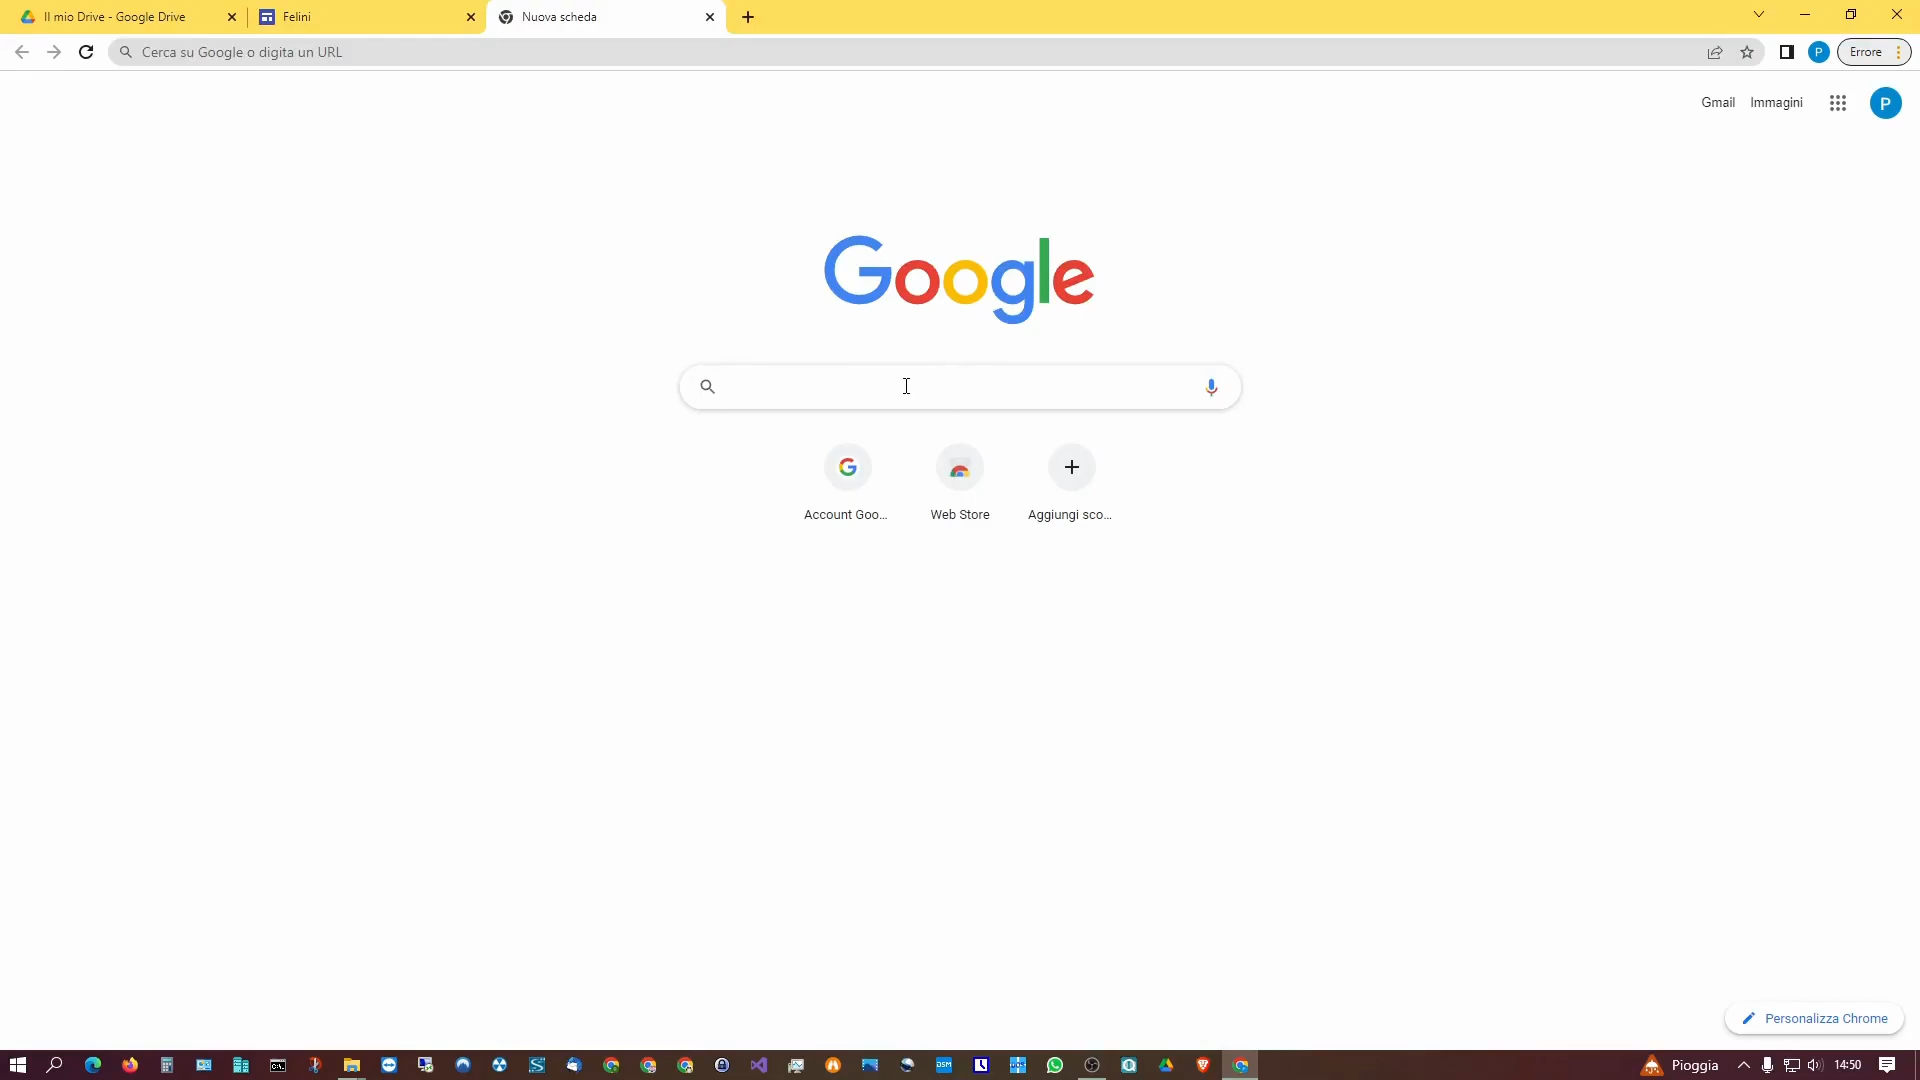 Il mio Drive - Google Drive
Felini
Nuova scheda
Cerca su Google o digita un URL
P
Errore
Gmail
Immagini
P
Google
Account Goo...
Web Store
Aggiungi sco...
Personalizza Chrome
DSM
Pioggia
14:50